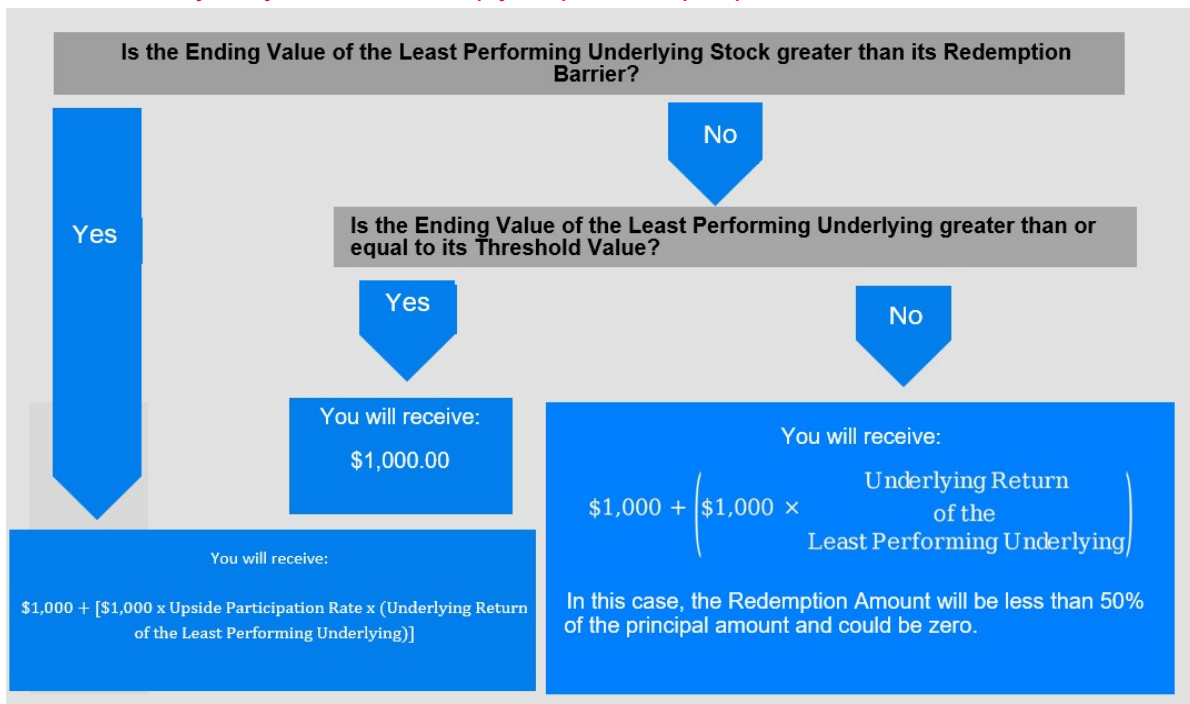 Is the Ending Value of the Least Performing Underlying Stock greater than its Redemption
Barrier?
No
Yes
Is the Ending Value of the Least Performing Underlying greater than or
equal to its Threshold Value?
Yes
No
You will receive:
$1,000.00
You will receive:
$1,000 + ($1,000 × Underlying Return
of the
Least Performing Underlying)
In this case, the Redemption Amount will be less than 50%
of the principal amount and could be zero.
You will receive:
$1,000 + [$1,000 x Upside Participation Rate x (Underlying Return
of the Least Performing Underlying)]